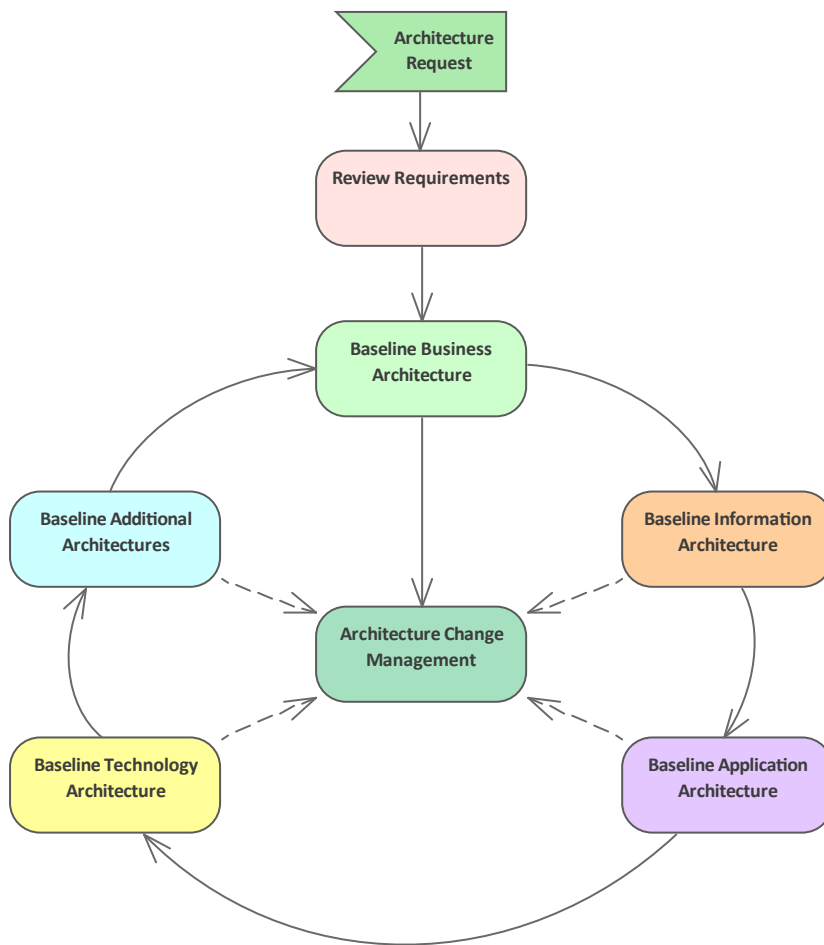 Architecture
Request
Review Requirements
Baseline Business
Architecture
Baseline Additional
Architectures
Baseline Information
Architecture
Architecture Change
Management
Baseline Technology
Architecture
Baseline Application
Architecture